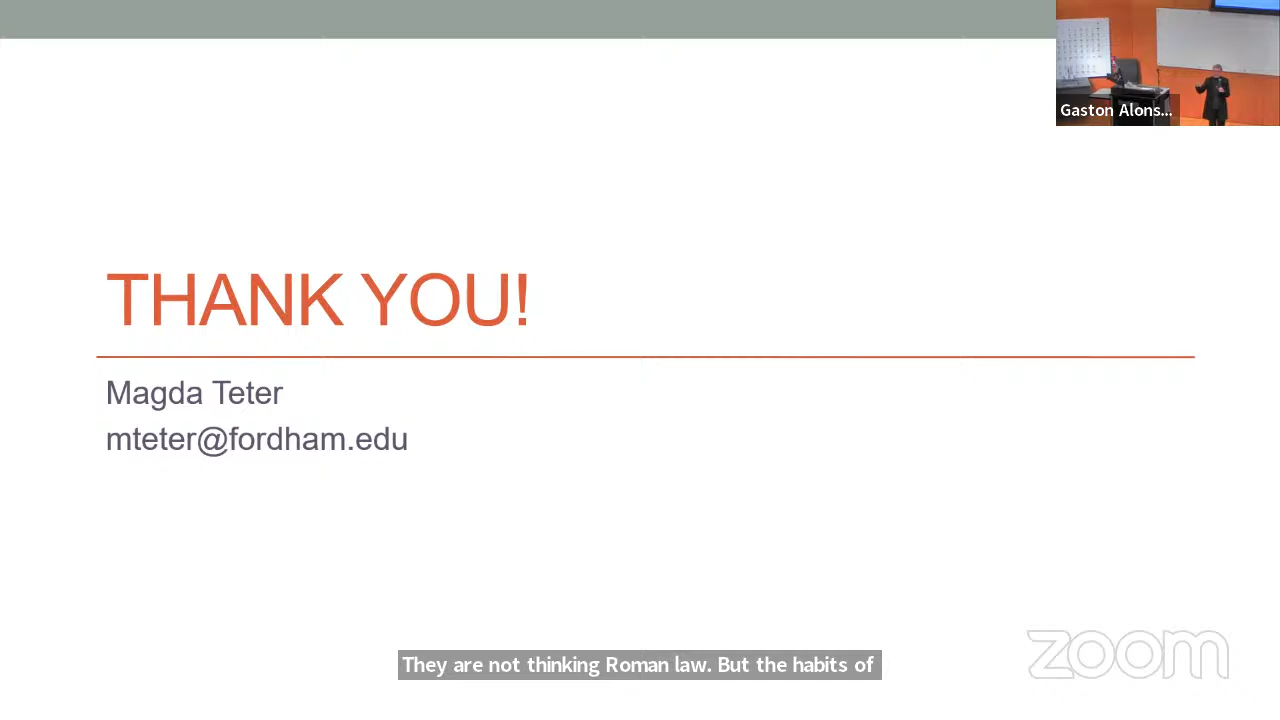 Gaston Alons...
THANK YOU!
Magda Teter
mteter@fordham.edu
They are not thinking Roman law. But the habits of
zoom